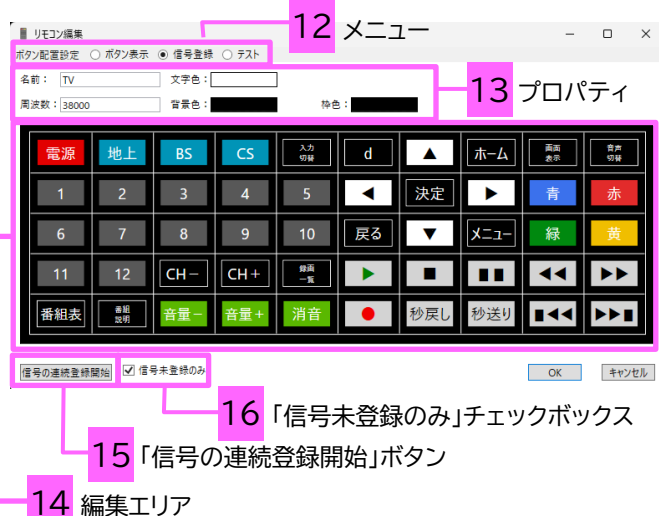 12 メニュー
リモコン編集
ボタン配置設定 ボタン表示 信号登録 テスト
名前： TV 文字色：
周波数： 38000 背景色： 枠色：
13 プロパティ
電源 地上 BS CS 入力切替 d ▲ ホーム 画面表示 音声切替
1 2 3 4 5 ◀ 決定 ▶ 青 赤
6 7 8 9 10 戻る ▼ メニュー 緑 黄
11 12 CH− CH+ 録画一覧 ▶ ■ ▮▮ ◀◀ ▶▶
番組表 番組説明 音量− 音量+ 消音 ● 秒戻し 秒送り ▮◀◀ ▶▶▮
信号の連続登録開始 信号未登録のみ OK キャンセル
16 「信号未登録のみ」チェックボックス
15 「信号の連続登録開始」ボタン
14 編集エリア